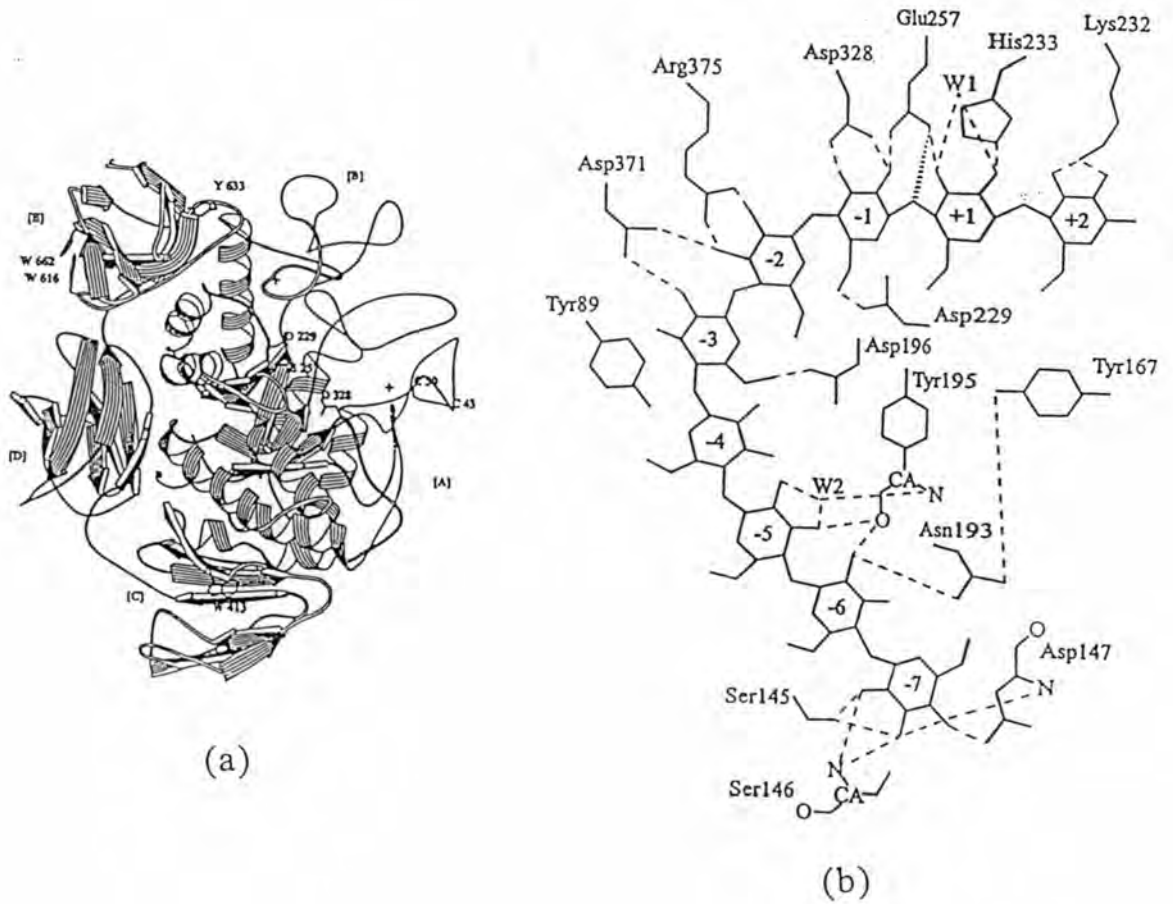 Y 633
[B]
[E]
W 662
W 616
D 229
D 328
C 43
[D]
[A]
[C]
W 413
(a)
Glu257
Lys232
Asp328
His233
Arg375
W1
Asp371
-1
+1
+2
-2
Tyr89
Asp229
-3
Asp196
Tyr195
Tyr167
-4
CA
W2
N
-5
O
Asn193
-6
O
Asp147
-7
N
Ser145
N
Ser146
CA
O
(b)